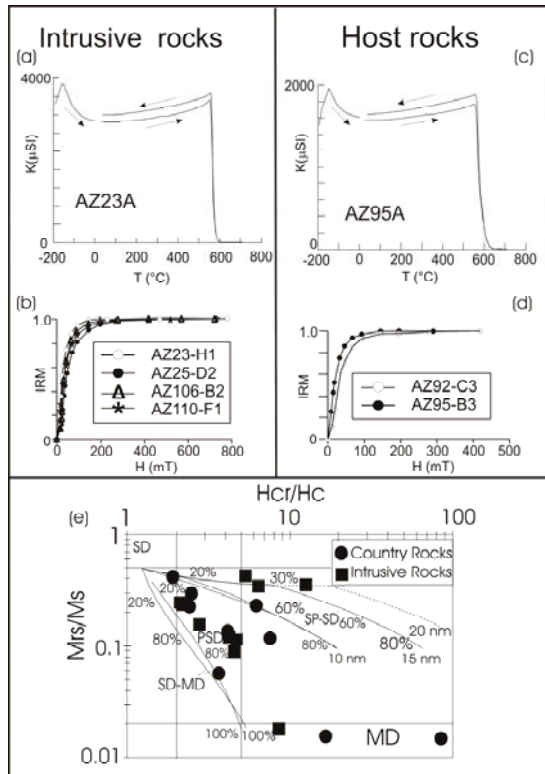 Intrusive rocks
Host rocks
(a)
4000
K(µSI)
0
AZ23A
-200 0 200 400 600 800
T (°C)
(c)
2000
1000
K(µSI)
0
AZ95A
-200 0 200 400 600 800
T (°C)
(b)
1.0
IRM
0
AZ23-H1
AZ25-D2
AZ106-B2
AZ110-F1
0 200 400 600 800
H (mT)
(d)
1.0
IRM
0
AZ92-C3
AZ95-B3
0 100 200 300 400 500
H (mT)
Hcr/Hc
1 10 100
(e)
1
0.1
0.01
Mrs/Ms
SD
Country Rocks
Intrusive Rocks
20%
30%
20%
20%
60%
SP-SD
60%
20 nm
80%
PSD
80%
80%
10 nm
80%
15 nm
SD-MD
100%
100%
MD